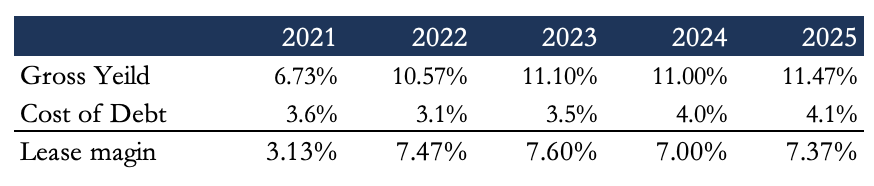 2021 2022 2023 2024 2025
Gross Yeild 6.73% 10.57% 11.10% 11.00% 11.47%
Cost of Debt 3.6% 3.1% 3.5% 4.0% 4.1%
Lease magin 3.13% 7.47% 7.60% 7.00% 7.37%